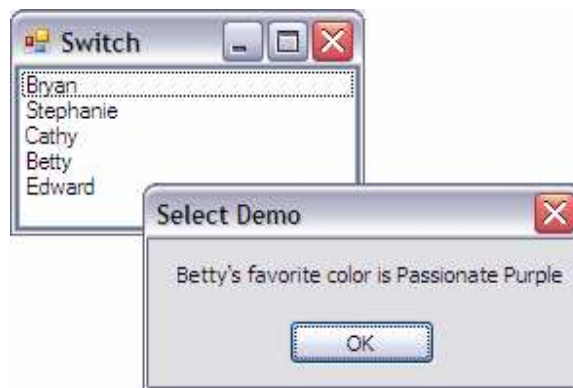 Switch
Bryan
Stephanie
Cathy
Betty
Edward
Select Demo
Betty's favorite color is Passionate Purple
OK